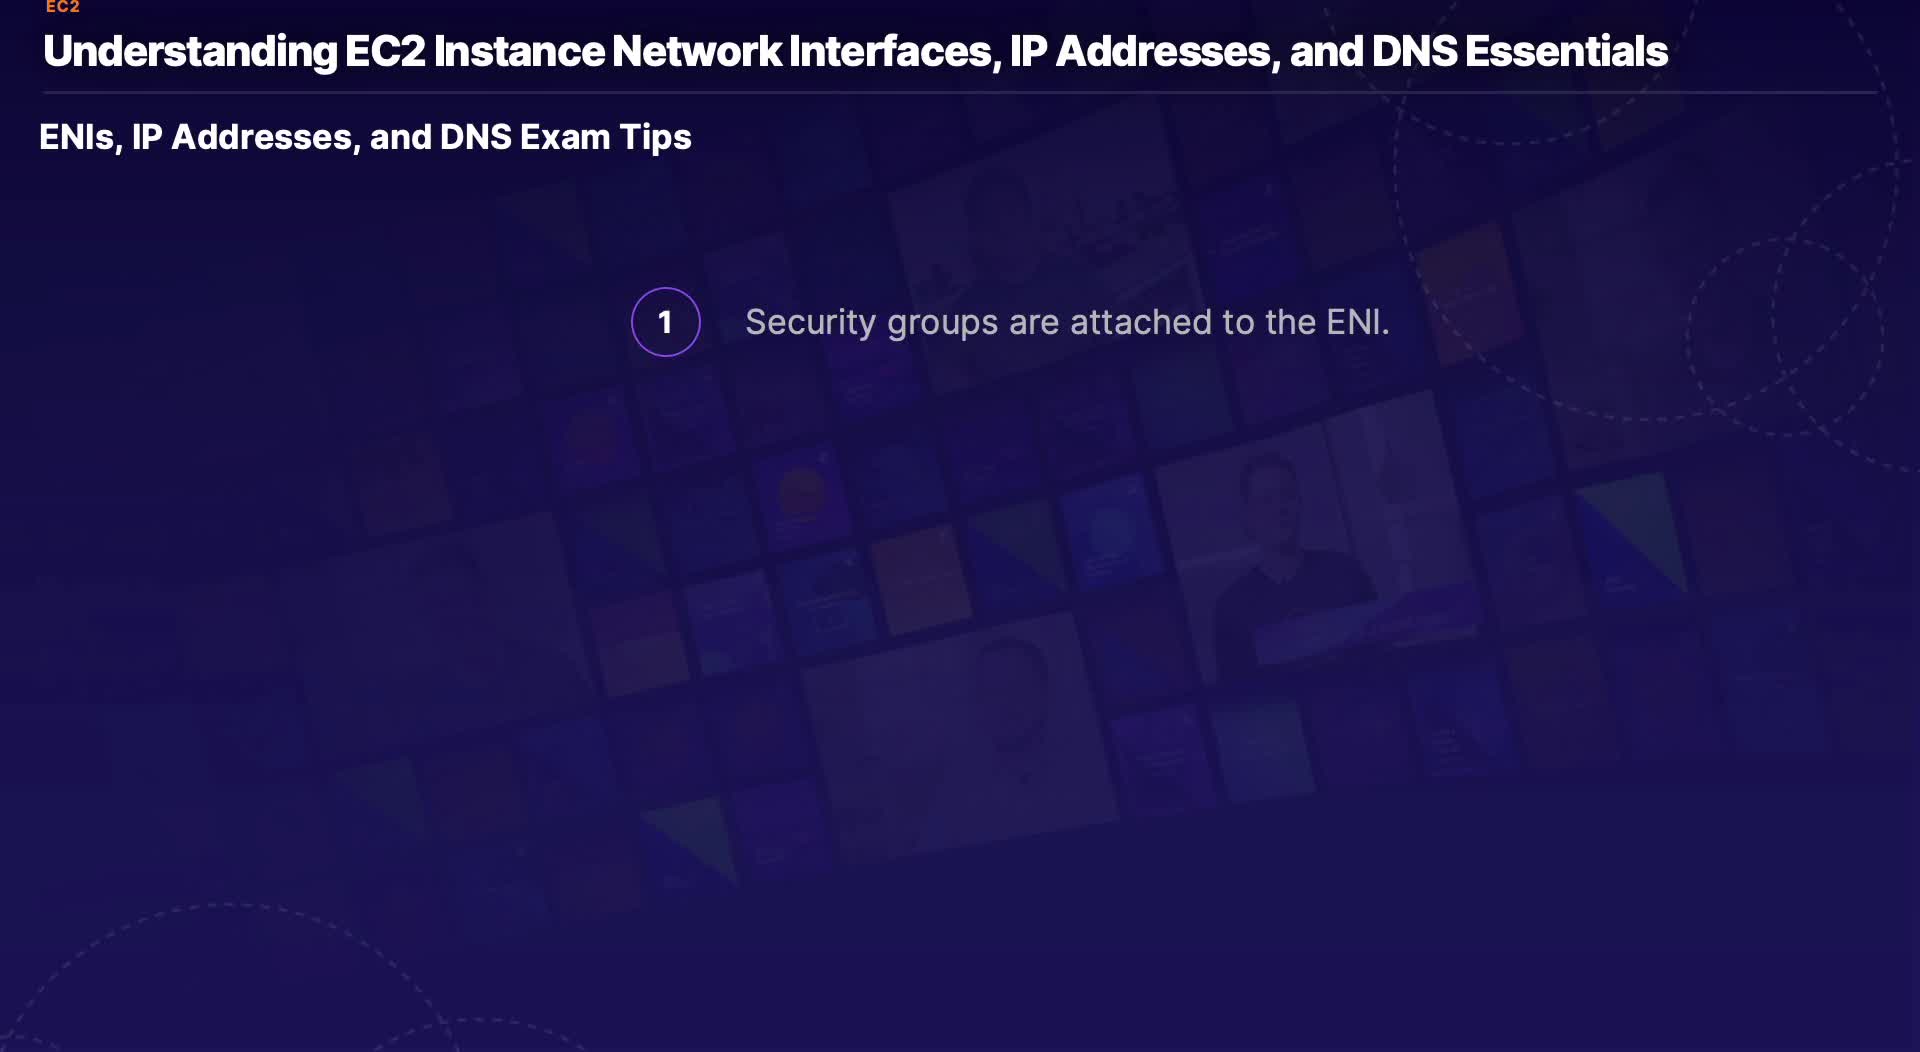 EC2
Understanding EC2 Instance Network Interfaces, IP Addresses, and DNS Essentials
ENIs, IP Addresses, and DNS Exam Tips
1 Security groups are attached to the ENI.